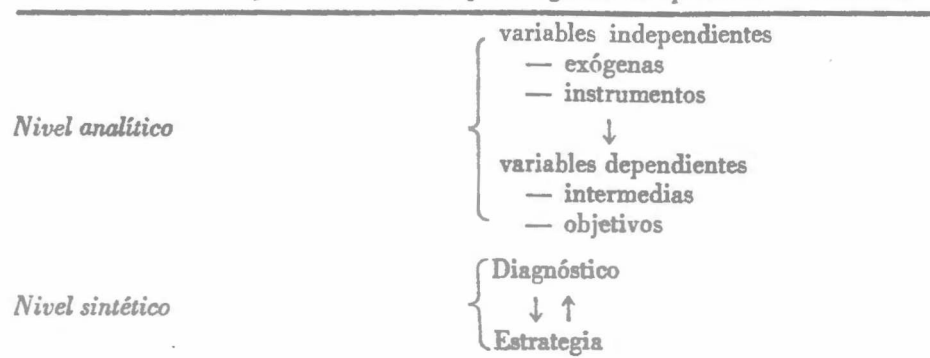 variables independientes
— exógenas
— instrumentos
↓
Nivel analítico
variables dependientes
— intermedias
— objetivos
Diagnóstico
Nivel sintético
↓ ↑
Estrategia